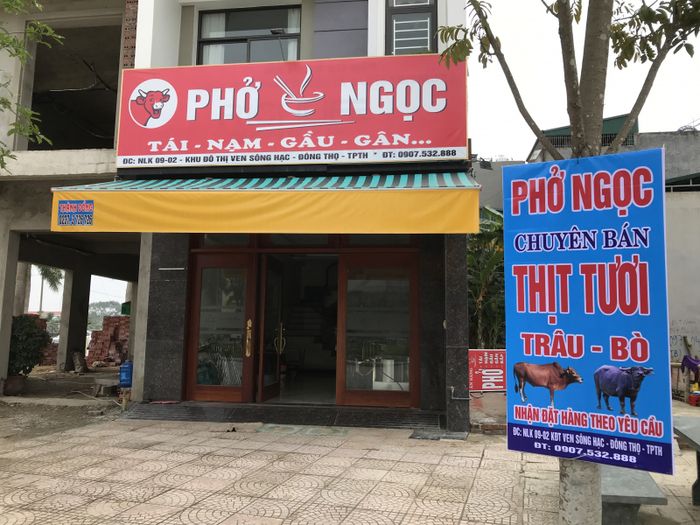 PHỞ NGỌC
TÁI - NẠM - GẦU - GÂN...
ĐC: NLK 09-02 - KHU ĐÔ THỊ VEN SÔNG HẠC - ĐÔNG THỌ - TPTH * ĐT: 0907.532.888
THÀNH ĐÔNG
PHỞ NGỌC
CHUYÊN BÁN
THỊT TƯƠI
TRÂU - BÒ
NHẬN ĐẶT HÀNG THEO YÊU CẦU
ĐC: NLK 09-02 KĐT VEN SÔNG HẠC - ĐÔNG THỌ - TPTH
ĐT: 0907.532.888
PHỞ